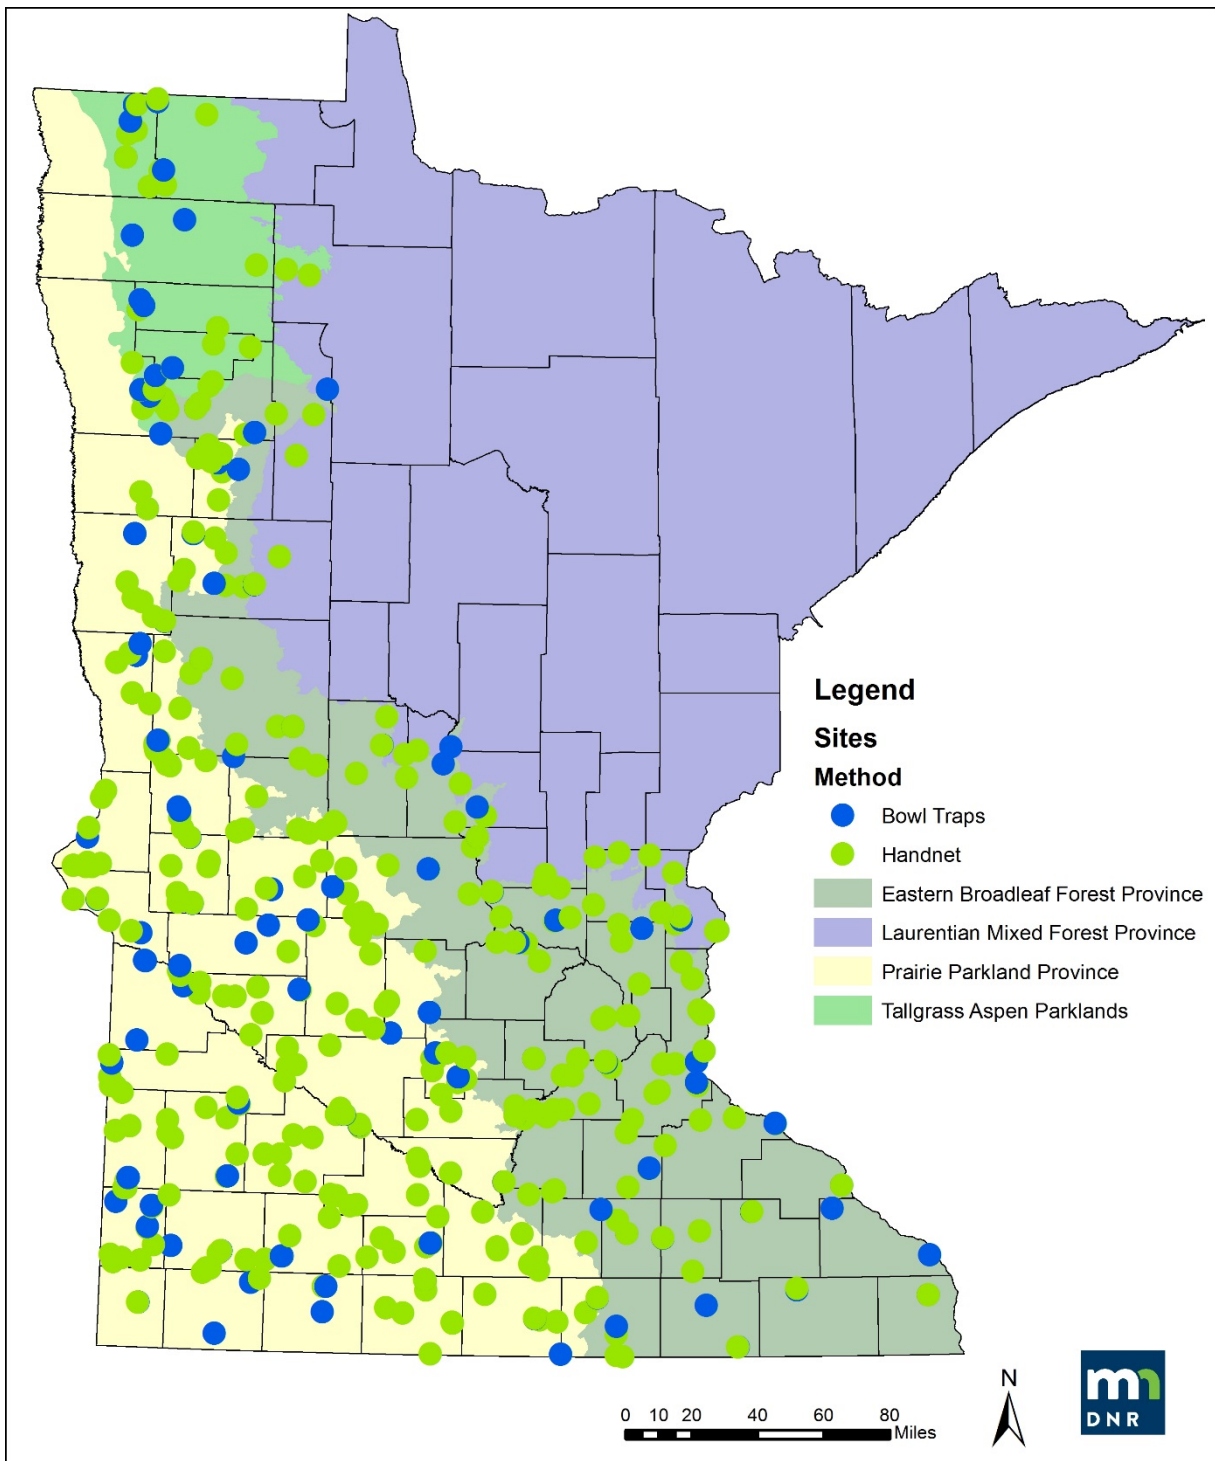 Legend
Sites
Method
Bowl Traps
Handnet
Eastern Broadleaf Forest Province
Laurentian Mixed Forest Province
Prairie Parkland Province
Tallgrass Aspen Parklands
N
0 10 20 40 60 80
Miles
mn
DNR